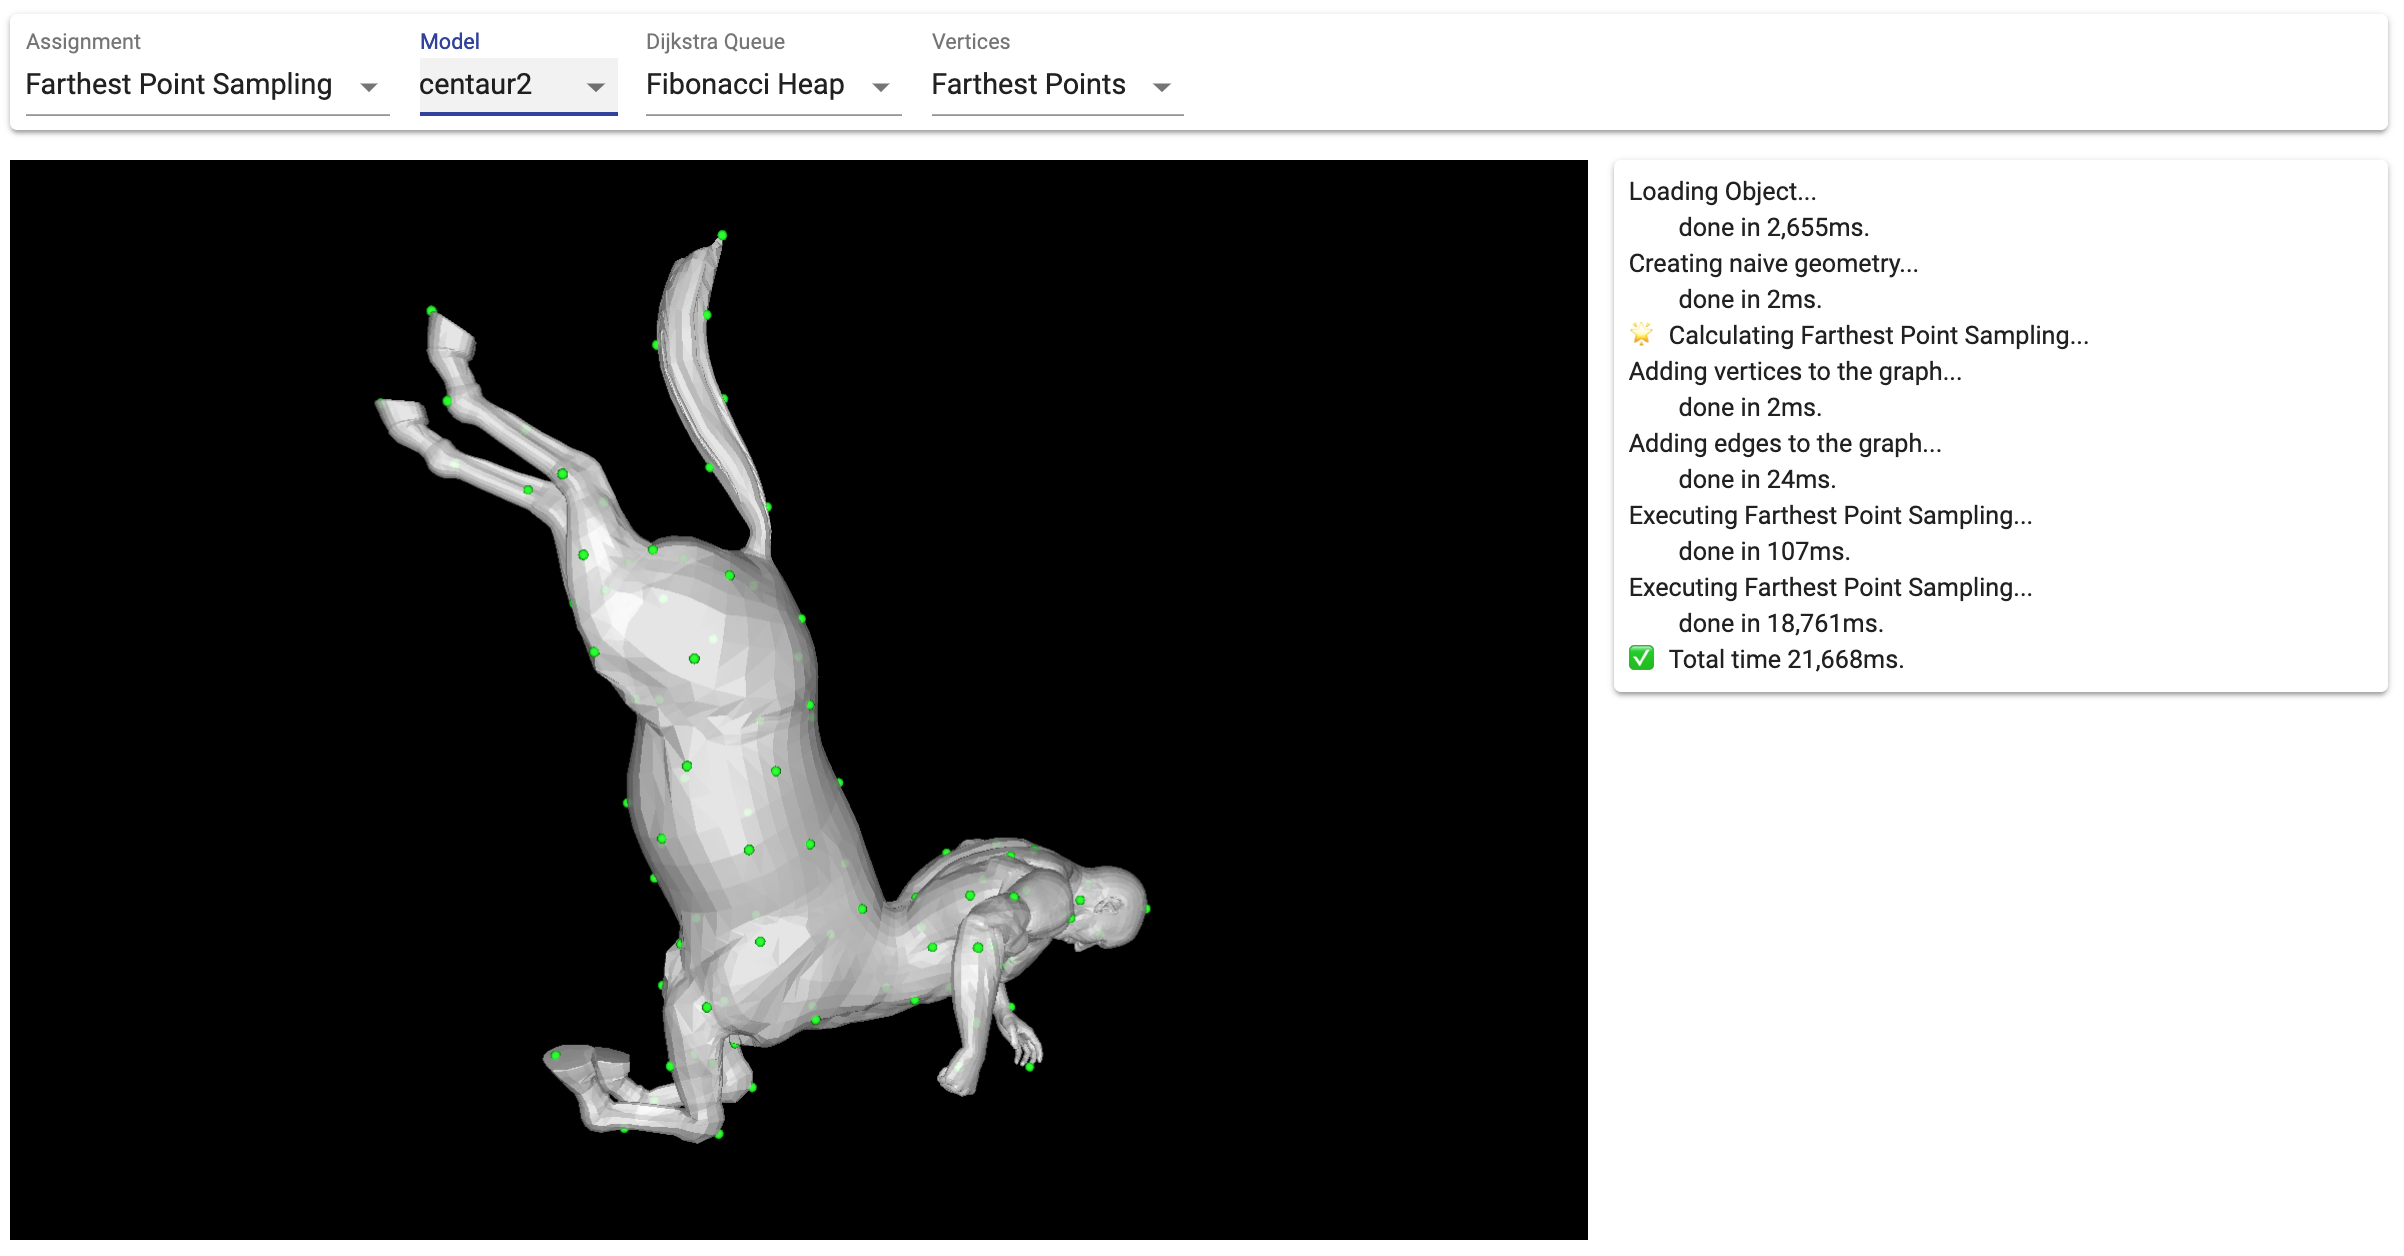 Assignment Model Dijkstra Queue Vertices
Farthest Point Sampling centaur2 Fibonacci Heap Farthest Points
Loading Object...
done in 2,655ms.
Creating naive geometry...
done in 2ms.
🌟 Calculating Farthest Point Sampling...
Adding vertices to the graph...
done in 2ms.
Adding edges to the graph...
done in 24ms.
Executing Farthest Point Sampling...
done in 107ms.
Executing Farthest Point Sampling...
done in 18,761ms.
✅ Total time 21,668ms.